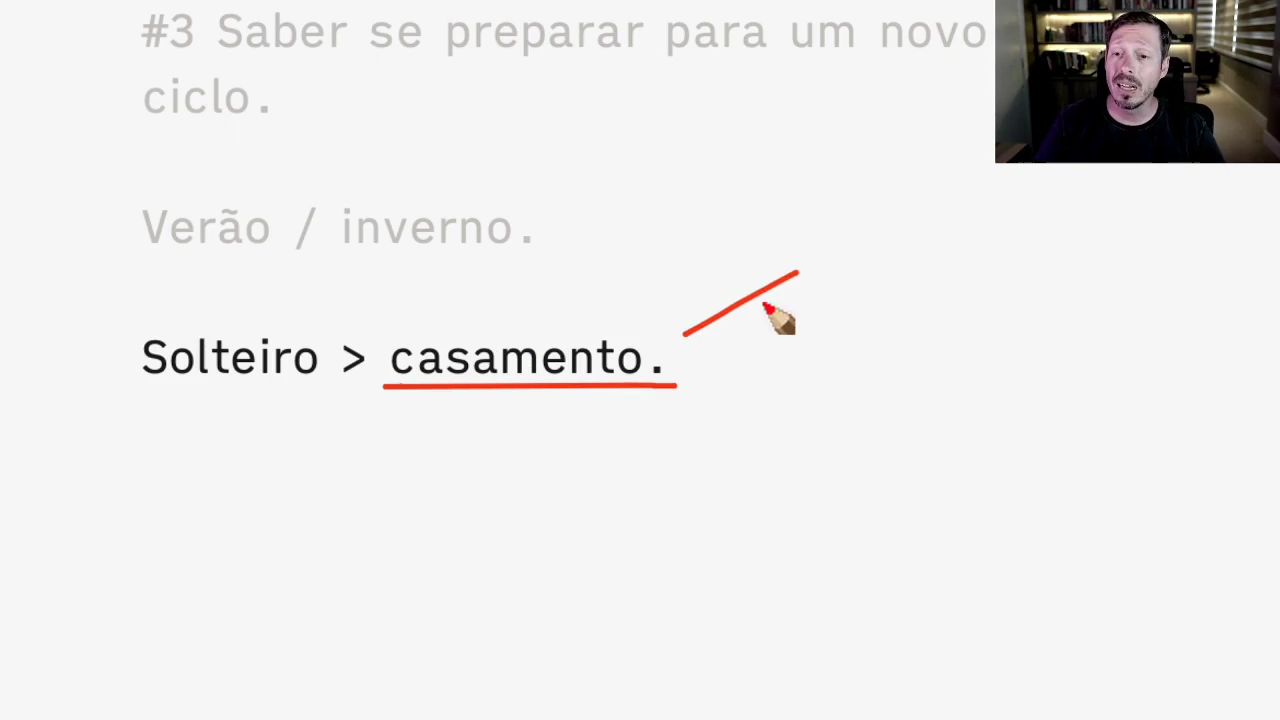 #3 Saber se preparar para um novo
ciclo.
Verão / inverno.
Solteiro > casamento.